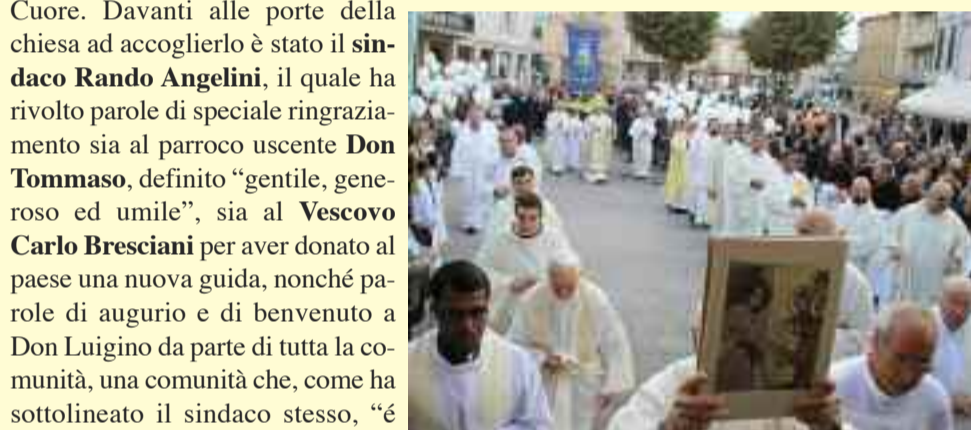 Cuore. Davanti alle porte della
chiesa ad accoglierlo è stato il sin-
daco Rando Angelini, il quale ha
rivolto parole di speciale ringrazia-
mento sia al parroco uscente Don
Tommaso, definito “gentile, gene-
roso ed umile”, sia al Vescovo
Carlo Bresciani per aver donato al
paese una nuova guida, nonché pa-
role di augurio e di benvenuto a
Don Luigino da parte di tutta la co-
munità, una comunità che, come ha
sottolineato il sindaco stesso, “é